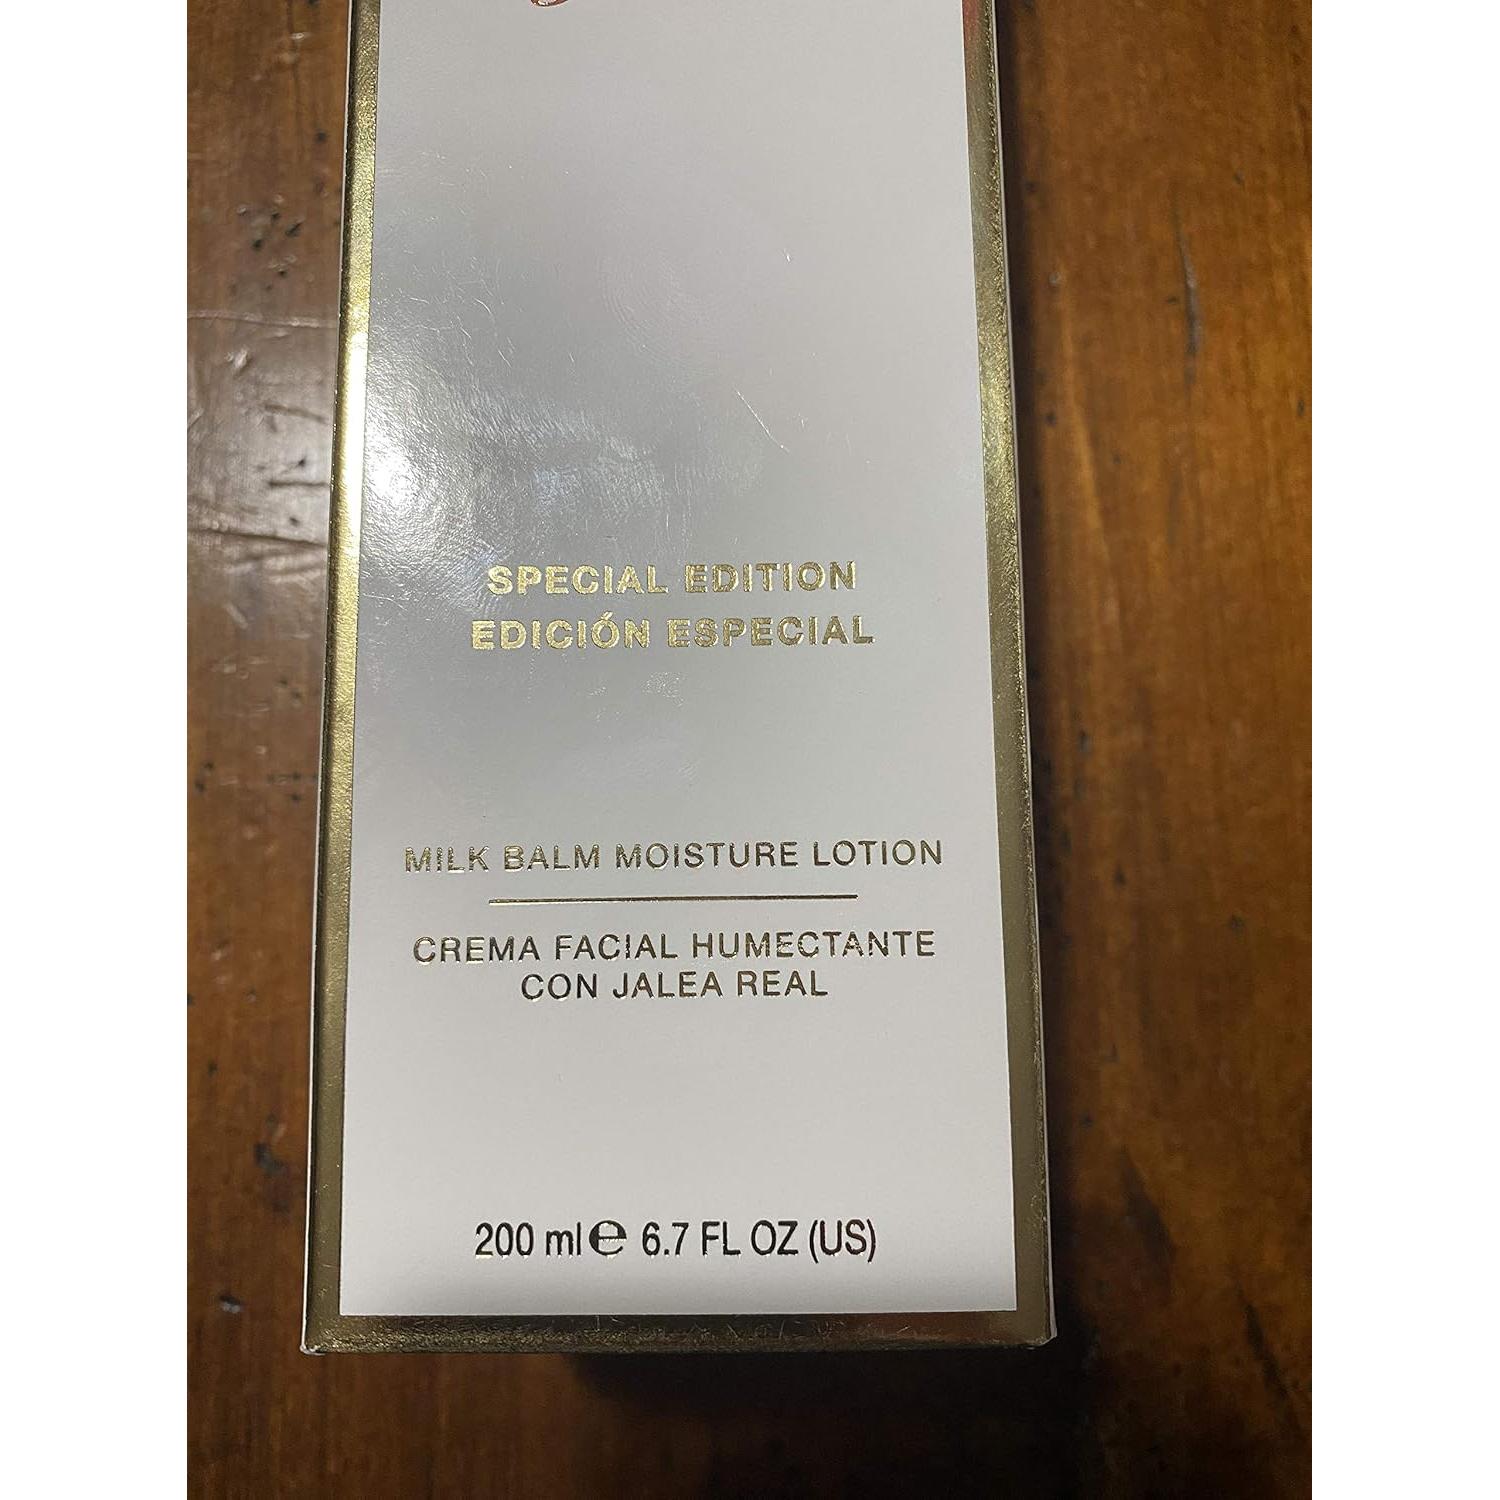 SPECIAL EDITION
EDICIÓN ESPECIAL
MILK BALM MOISTURE LOTION
CREMA FACIAL HUMECTANTE
CON JALEA REAL
200 ml ℮ 6.7 FL OZ (US)